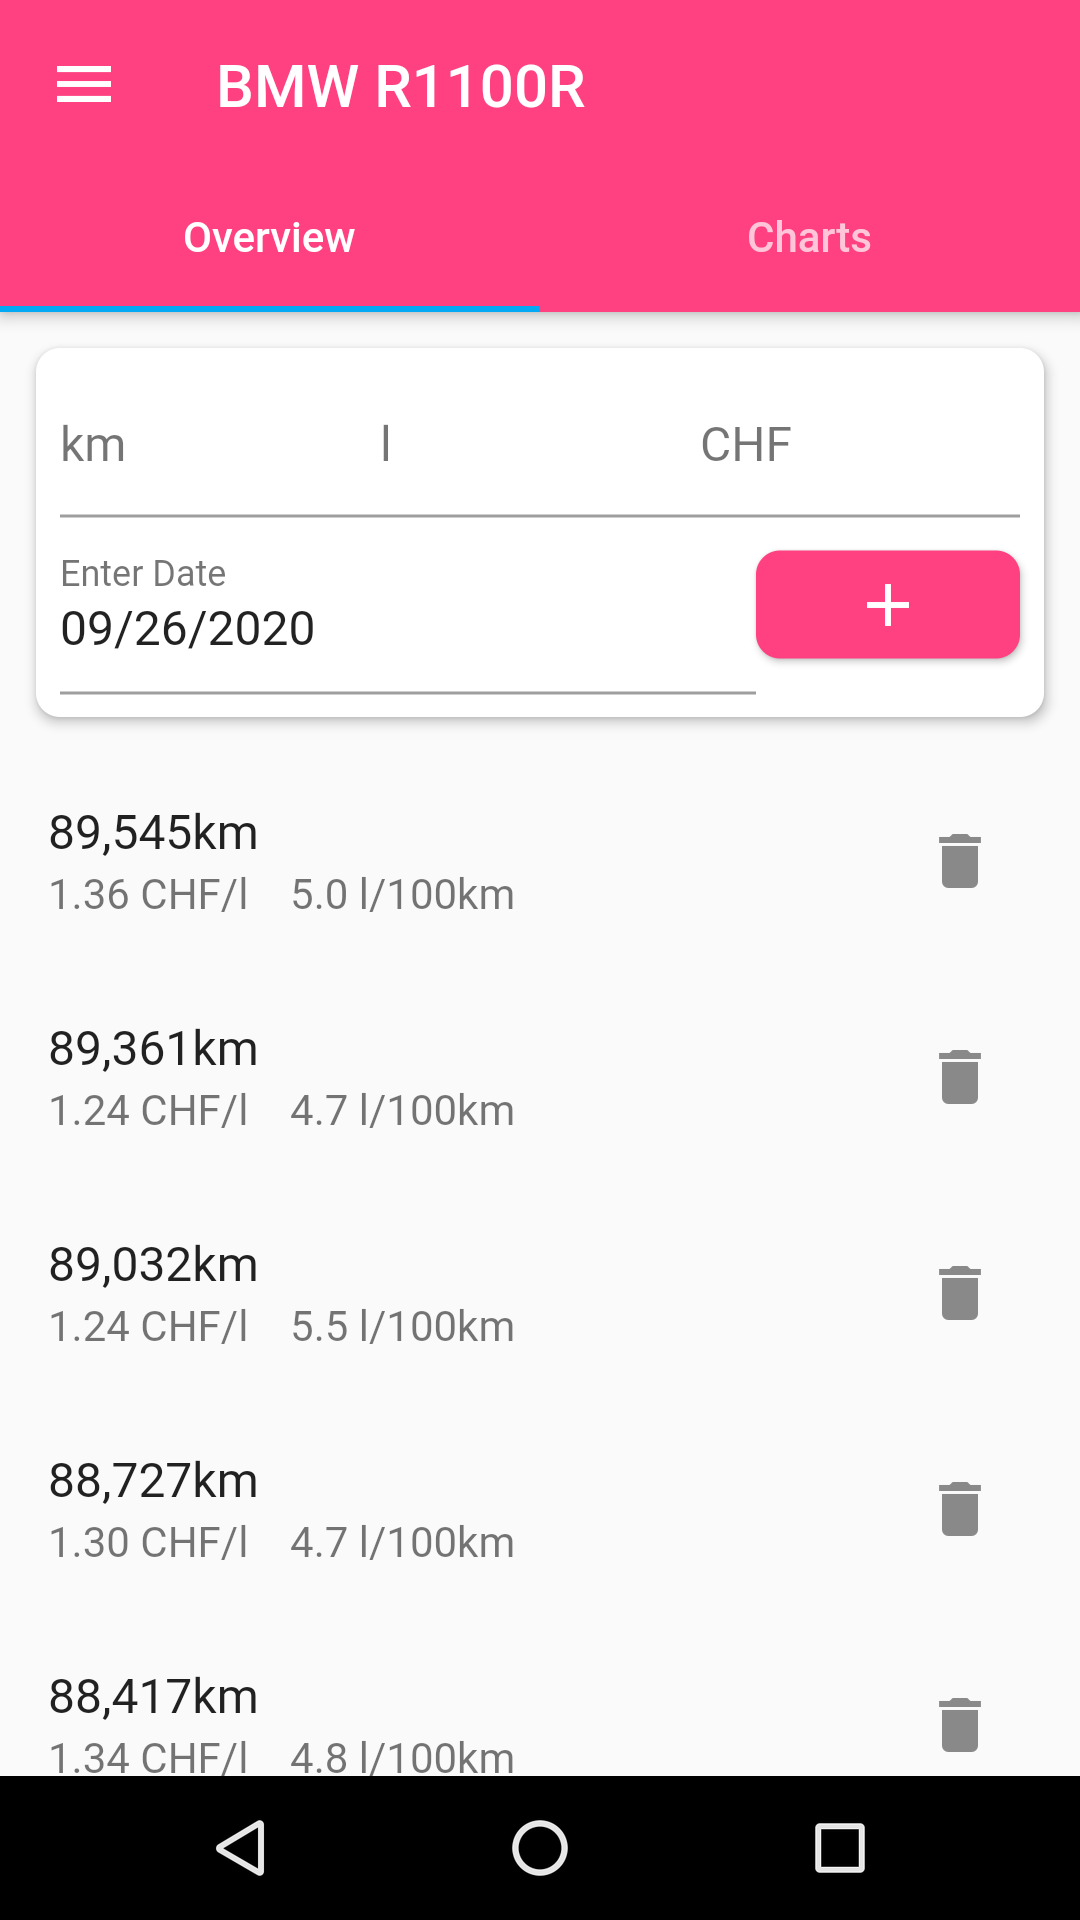 BMW R1100R
Overview Charts
km l CHF
Enter Date
09/26/2020
89,545km
1.36 CHF/l 5.0 l/100km
89,361km
1.24 CHF/l 4.7 l/100km
89,032km
1.24 CHF/l 5.5 l/100km
88,727km
1.30 CHF/l 4.7 l/100km
88,417km
1.34 CHF/l 4.8 l/100km